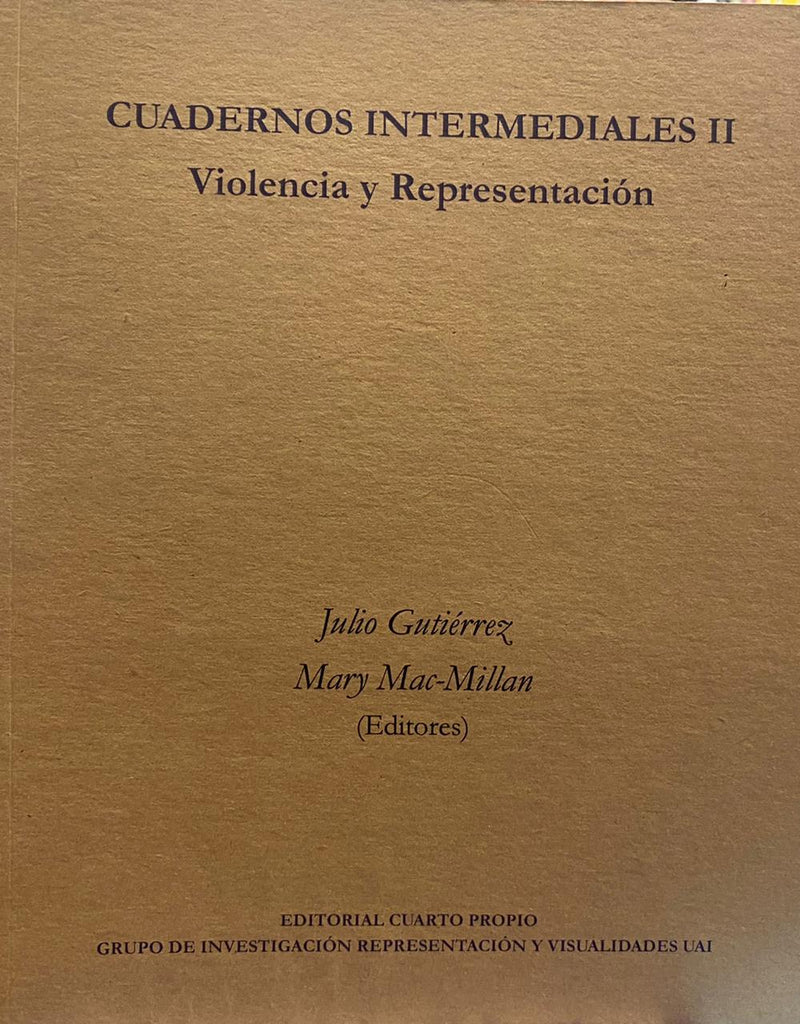 CUADERNOS INTERMEDIALES II
Violencia y Representación
Julio Gutiérrez
Mary Mac-Millan
(Editores)
EDITORIAL CUARTO PROPIO
GRUPO DE INVESTIGACIÓN REPRESENTACIÓN Y VISUALIDADES UAI